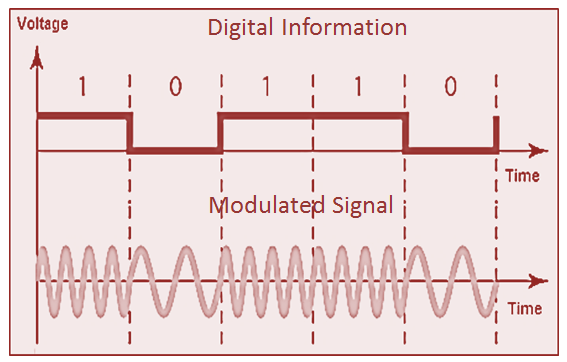 Voltage
Digital Information
1 0 1 1 0
Time
Modulated Signal
Time